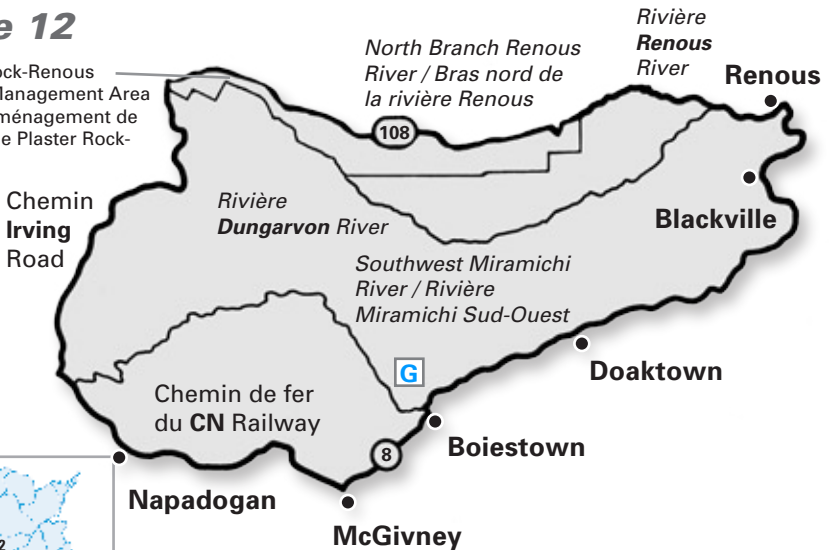 e 12
ock-Renous
Management Area
ménagement de
e Plaster Rock-
North Branch Renous
River / Bras nord de
la rivière Renous
Rivière
Renous
River
Renous
108
Chemin
Irving
Road
Rivière
Dungarvon River
Blackville
Southwest Miramichi
River / Rivière
Miramichi Sud-Ouest
G
Doaktown
Chemin de fer
du CN Railway
8
Boiestown
Napadogan
McGivney
2